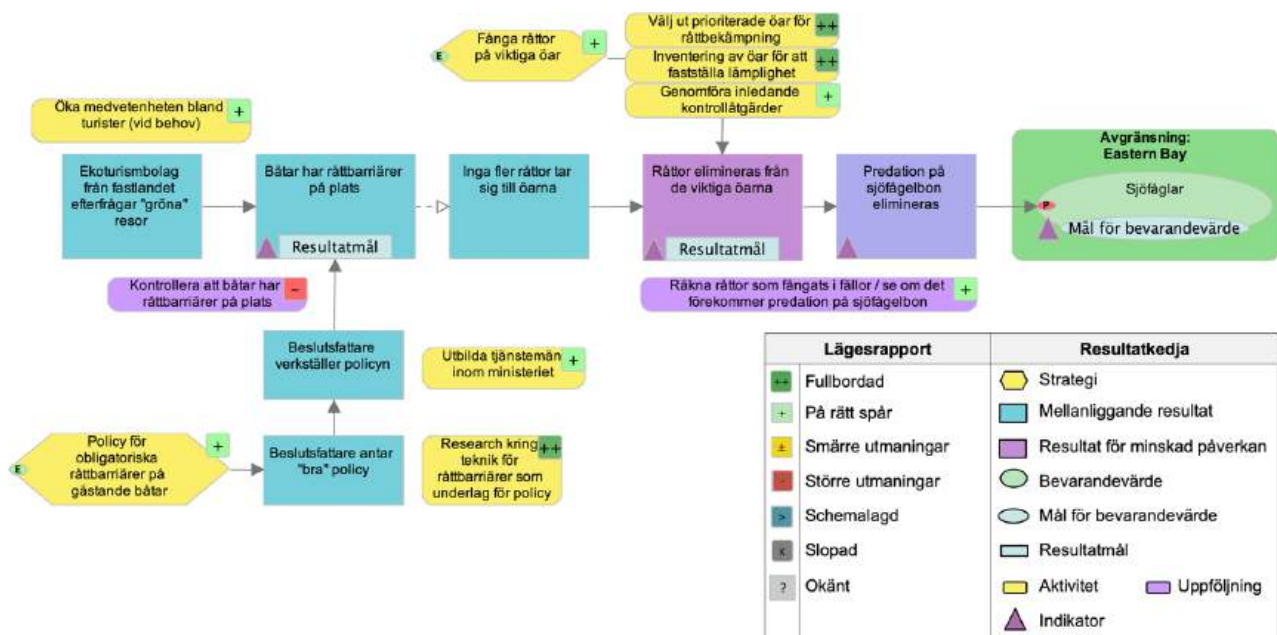 E
Fånga råttor
på viktiga öar
+
Välj ut prioriterade öar för
råttbekämpning
++
Inventering av öar för att
fastställa lämplighet
++
Genomföra inledande
kontrollåtgärder
+
Öka medvetenheten bland
turister (vid behov)
+
Ekoturismbolag
från fastlandet
efterfrågar "gröna"
resor
Båtar har råttbarriärer
på plats
Resultatmål
Inga fler råttor tar
sig till öarna
Råttor elimineras från
de viktiga öarna
Resultatmål
Predation på
sjöfågelbon
elimineras
Avgränsning:
Eastern Bay
Sjöfåglar
P
Mål för bevarandevärde
Kontrollera att båtar har
råttbarriärer på plats
-
Räkna råttor som fångats i fällor / se om det
förekommer predation på sjöfågelbon
+
Beslutsfattare
verkställer policyn
Utbilda tjänstemän
inom ministeriet
+
E
Policy för
obligatoriska
råttbarriärer på
gästande båtar
+
Beslutsfattare antar
"bra" policy
Research kring
teknik för
råttbarriärer som
underlag för policy
++
Lägesrapport
++ Fullbordad
+ På rätt spår
± Smärre utmaningar
- Större utmaningar
> Schemalagd
x Slopad
? Okänt
Resultatkedja
Strategi
Mellanliggande resultat
Resultat för minskad påverkan
Bevarandevärde
Mål för bevarandevärde
Resultatmål
Aktivitet Uppföljning
Indikator